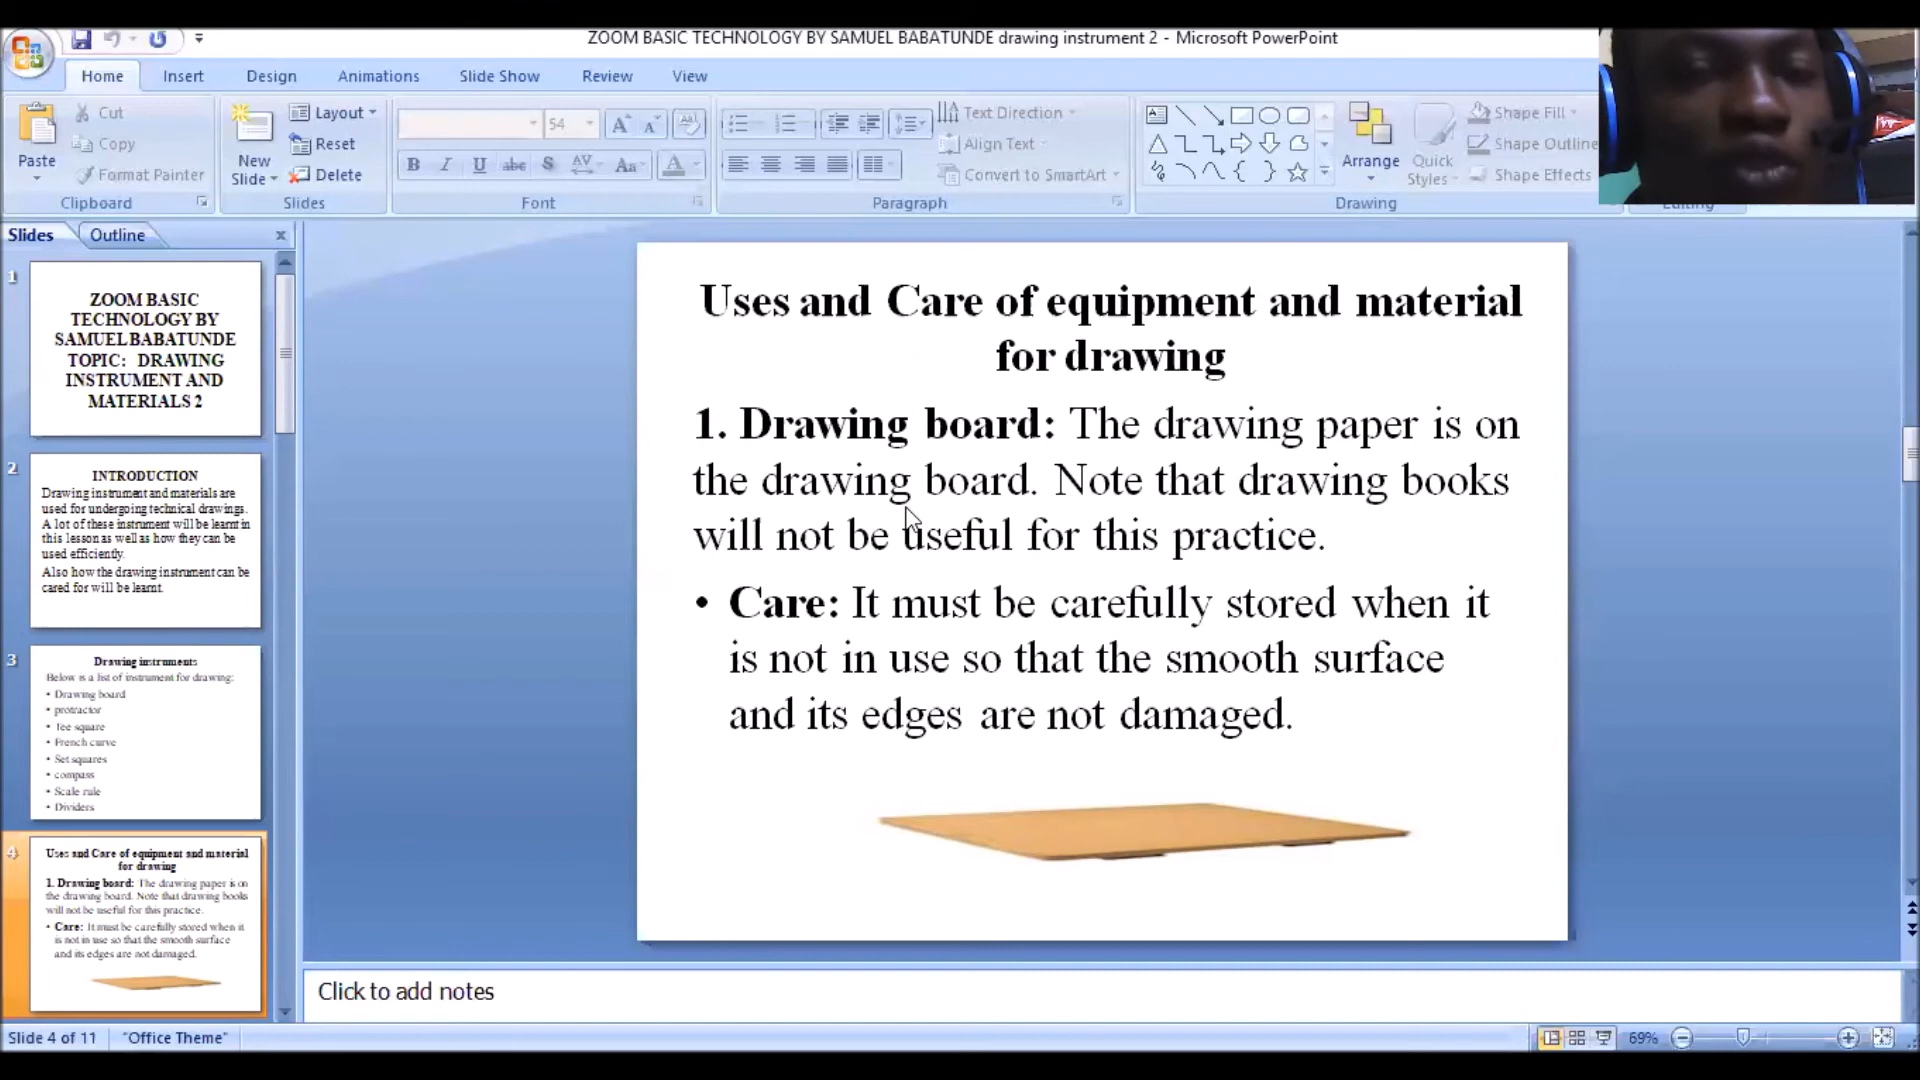 ZOOM BASIC TECHNOLOGY BY SAMUEL BABATUNDE drawing instrument 2 - Microsoft PowerPoint
Home Insert Design Animations Slide Show Review View
Paste
Cut
Copy
Format Painter
Clipboard
New
Slide
Layout
Reset
Delete
Slides
54
B I U abc S AV Aa A
Font
Text Direction
Align Text
Convert to SmartArt
Paragraph
Arrange
Quick
Styles
Shape Fill
Shape Outline
Shape Effects
Drawing
Slides Outline
1
ZOOM BASIC
TECHNOLOGY BY
SAMUEL BABATUNDE
TOPIC: DRAWING
INSTRUMENT AND
MATERIALS 2
2
INTRODUCTION
Drawing instrument and materials are
used for undergoing technical drawings.
A lot of these instrument will be learnt in
this lesson as well as how they can be
used efficiently.
Also how the drawing instrument can be
cared for will be learnt.
3
Drawing instruments
Below is a list of instrument for drawing:
• Drawing board
• protractor
• Tee square
• French curve
• Set squares
• compass
• Scale rule
• Dividers
4
Uses and Care of equipment and material
for drawing
1. Drawing board: The drawing paper is on
the drawing board. Note that drawing books
will not be useful for this practice.
• Care: It must be carefully stored when it
is not in use so that the smooth surface
and its edges are not damaged.
Uses and Care of equipment and material
for drawing
1. Drawing board: The drawing paper is on
the drawing board. Note that drawing books
will not be useful for this practice.
• Care: It must be carefully stored when it
is not in use so that the smooth surface
and its edges are not damaged.
Click to add notes
Slide 4 of 11 "Office Theme" 69%